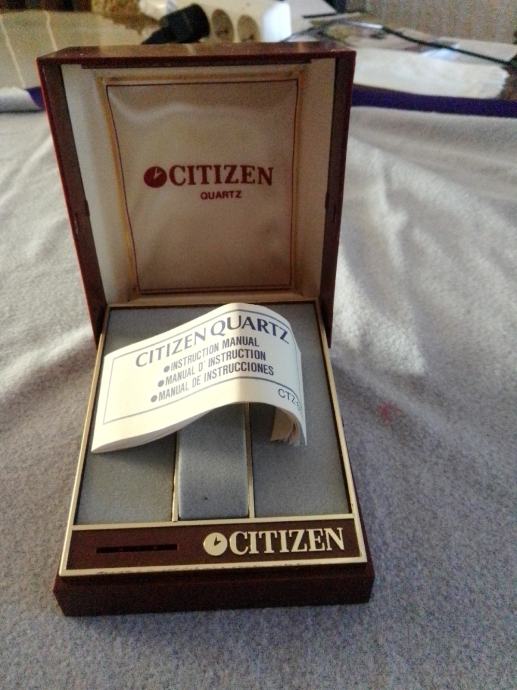 CITIZEN
QUARTZ
CITIZEN QUARTZ
●INSTRUCTION MANUAL
●MANUAL D'INSTRUCTION
●MANUAL DE INSTRUCCIONES
CITIZEN